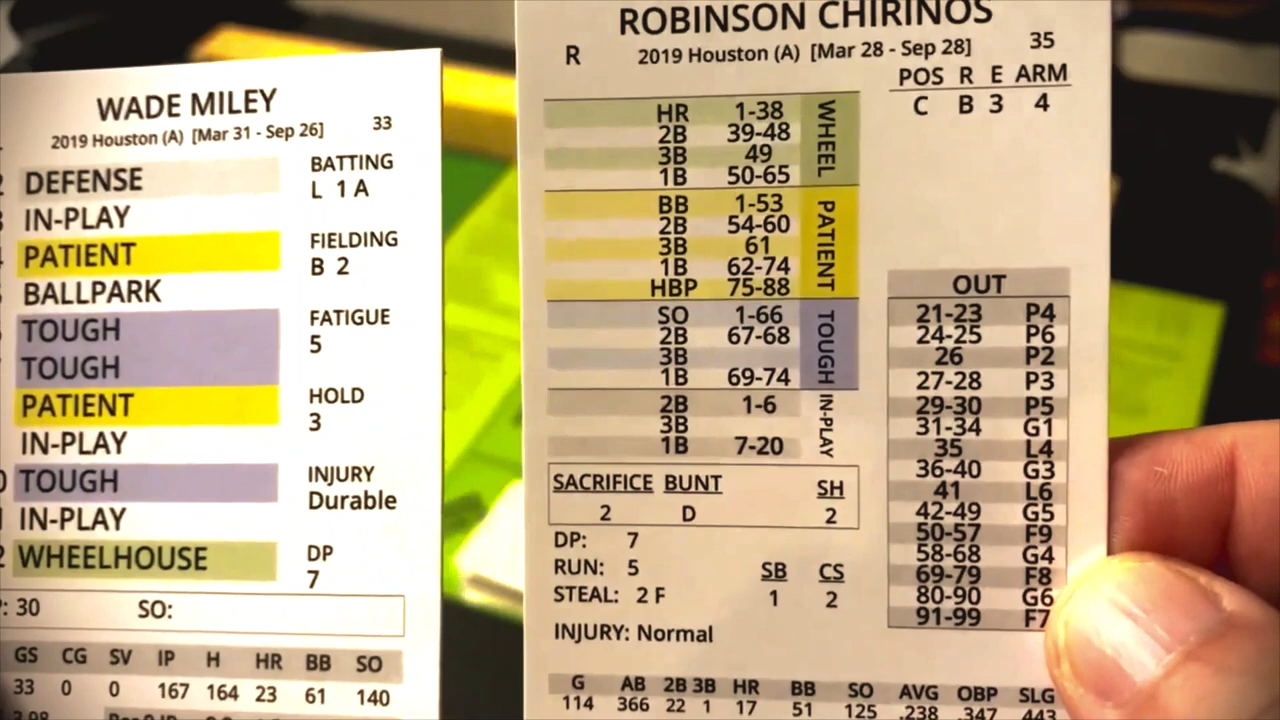 WADE MILEY
2019 Houston (A) [Mar 31 - Sep 26] 33
DEFENSE
IN-PLAY
PATIENT
BALLPARK
TOUGH
TOUGH
PATIENT
IN-PLAY
TOUGH
IN-PLAY
WHEELHOUSE
BATTING
L 1 A
FIELDING
B 2
FATIGUE
5
HOLD
3
INJURY
Durable
DP
7
: 30 SO:
GS CG SV IP H HR BB SO
33 0 0 167 164 23 61 140
ROBINSON CHIRINOS
R 2019 Houston (A) [Mar 28 - Sep 28] 35
POS R E ARM
C B 3 4
WHEEL
HR 1-38
2B 39-48
3B 49
1B 50-65
PATIENT
BB 1-53
2B 54-60
3B 61
1B 62-74
HBP 75-88
TOUGH
SO 1-66
2B 67-68
3B
1B 69-74
IN-PLAY
2B 1-6
3B
1B 7-20
SACRIFICE BUNT SH
2 D 2
DP: 7
RUN: 5 SB CS
STEAL: 2 F 1 2
INJURY: Normal
OUT
21-23 P4
24-25 P6
26 P2
27-28 P3
29-30 P5
31-34 G1
35 L4
36-40 G3
41 L6
42-49 G5
50-57 F9
58-68 G4
69-79 F8
80-90 G6
91-99 F7
G AB 2B 3B HR BB SO AVG OBP SLG
114 366 22 1 17 51 125 .238 .347 .443